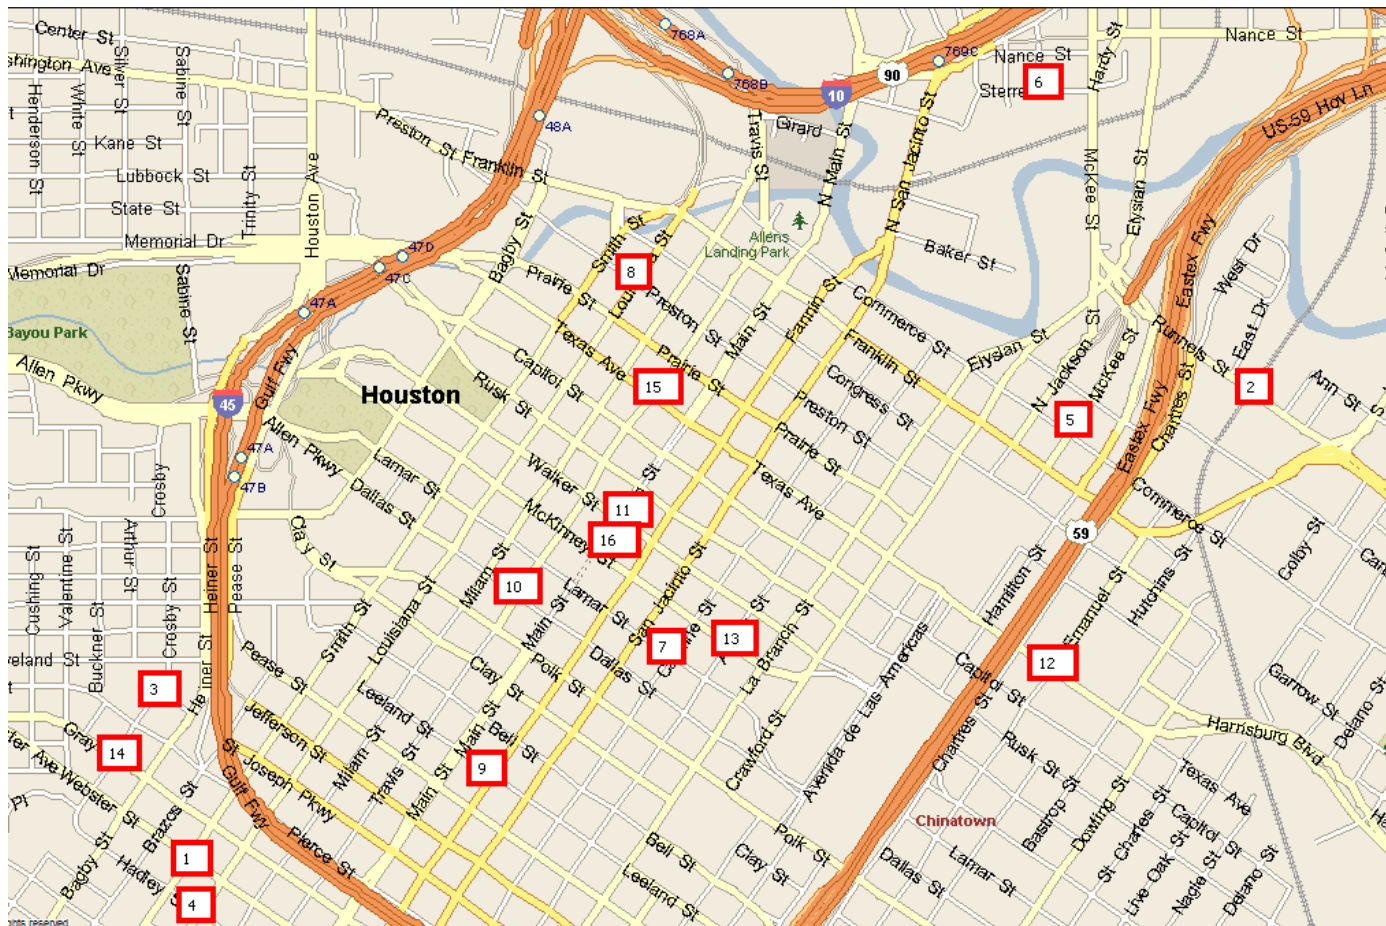 Center St
shington Ave
Silver St
Sabine St
Henderson St
White St
Kane St
Lubbock St
State St
Trinity St
Houston Ave
Memorial Dr
Memorial Dr
Sabine St
Bayou Park
Allen Pkwy
768A
768B
769C
90
10
48A
Nance St
Nance St
Sterre
6
Hardy St
US-59 Hov Ln
Girard
Travis St
N Main St
N San Jacinto St
Preston St
Franklin St
McKee St
Elysian St
Eastex Fwy
West Dr
East Dr
Baker St
Allens
Landing Park
47D
47C
47A
Bagby St
Smith St
8
Prairie St
Preston St
Main St
Fannin St
Commerce St
Franklin St
Elysian St
N Jackson St
McKee St
Runnels St
Chartres St
Eastex Fwy
2
Ann St
5
Houston
45
Gulf Fwy
47A
47B
Allen Pkwy
Texas Ave
Capitol St
Rusk St
Prairie St
15
Congress St
Preston St
Prairie St
Texas Ave
Lamar St
Dallas St
Walker St
McKinney St
11
16
10
Commerce St
59
Crosby
Clay St
Arthur St
Valentine St
Cushing St
Buckner St
Crosby St
Heiner St
Pease St
Milam St
Louisiana St
Smith St
Lamar St
Main St
San Jacinto St
7
13
La Branch St
Dallas St
Polk St
Clay St
Hamilton St
Emanuel St
Hutchins St
Colby St
12
Capitol St
Garrow St
Delano St
Harrisburg Blvd
veland St
3
Pease St
Jefferson St
St Joseph Pkwy
Leeland St
Bell St
9
Milam St
Travis St
Main St
Crawford St
Avenida de Las Americas
Chartres St
Rusk St
Texas Ave
Capitol St
Gray
14
Webster St
Gulf Fwy
Pierce St
Brazos St
Bagby St
Hadley
1
4
Chinatown
Bastrop St
Dowling St
St Charles St
Live Oak St
Nagle St
Delano St
Polk St
Bell St
Clay St
Leeland St
Dallas St
Lamar St
hts reserved